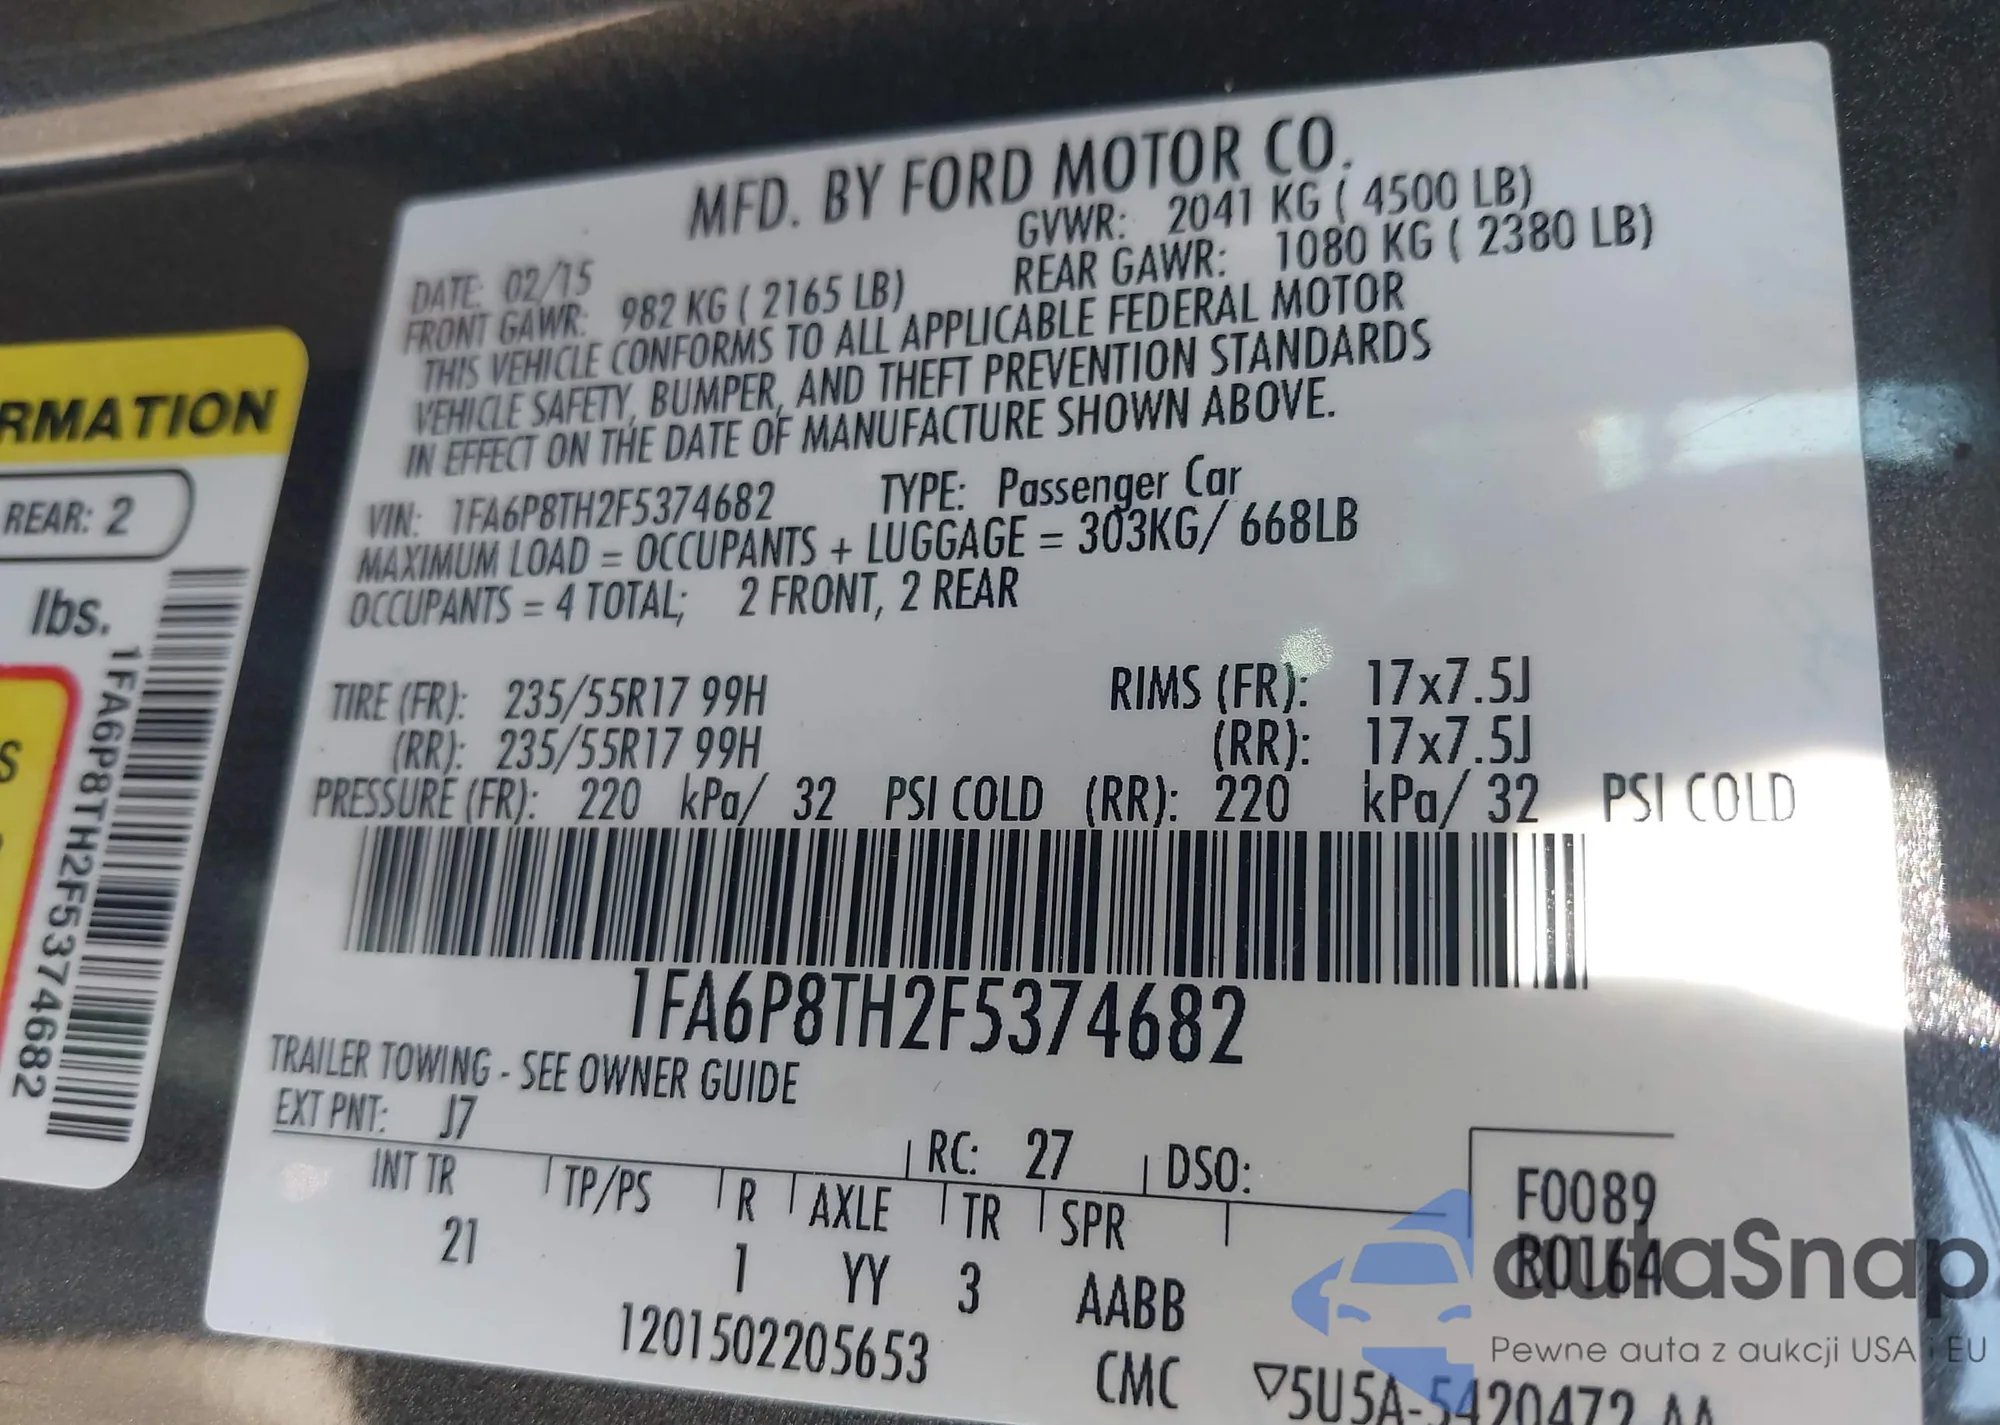 MFD. BY FORD MOTOR CO.
DATE: 02/15 GVWR: 2041 KG ( 4500 LB)
FRONT GAWR: 982 KG ( 2165 LB) REAR GAWR: 1080 KG ( 2380 LB)
THIS VEHICLE CONFORMS TO ALL APPLICABLE FEDERAL MOTOR
VEHICLE SAFETY, BUMPER, AND THEFT PREVENTION STANDARDS
IN EFFECT ON THE DATE OF MANUFACTURE SHOWN ABOVE.
VIN: 1FA6P8TH2F5374682 TYPE: Passenger Car
MAXIMUM LOAD = OCCUPANTS + LUGGAGE = 303KG/ 668LB
OCCUPANTS = 4 TOTAL; 2 FRONT, 2 REAR
TIRE (FR): 235/55R17 99H RIMS (FR): 17x7.5J
(RR): 235/55R17 99H (RR): 17x7.5J
PRESSURE (FR): 220 kPa/ 32 PSI COLD (RR): 220 kPa/ 32 PSI COLD
1FA6P8TH2F5374682
TRAILER TOWING - SEE OWNER GUIDE
EXT PNT: J7 RC: 27 DSO:
INT TR TP/PS R AXLE TR SPR
21 1 YY 3 AABB
F0089
R0164
1201502205653
CMC
▽5U5A-5420472-AA
RMATION
REAR: 2
lbs.
1FA6P8TH2F5374682
S
autaSnap
Pewne auta z aukcji USA i EU